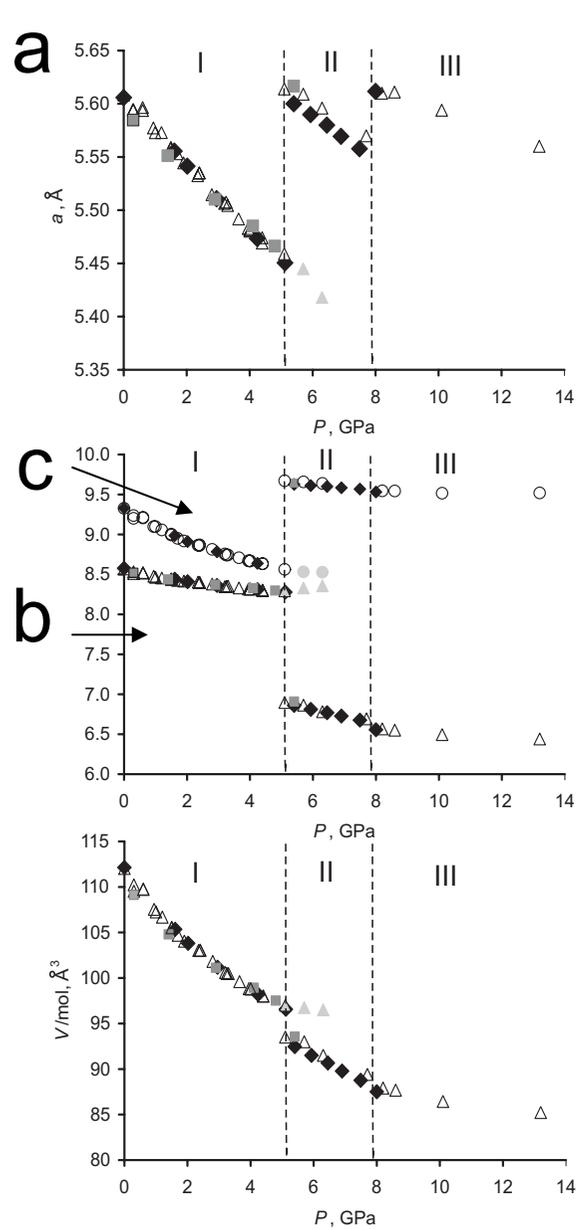 a
I II III
5.65
5.60
5.55
5.50
5.45
5.40
5.35
a, Å
0 2 4 6 8 10 12 14
P, GPa
c
b
I II III
10.0
9.5
9.0
8.5
8.0
7.5
7.0
6.5
6.0
0 2 4 6 8 10 12 14
P, GPa
I II III
115
110
105
100
95
90
85
80
V/mol, Å³
0 2 4 6 8 10 12 14
P, GPa